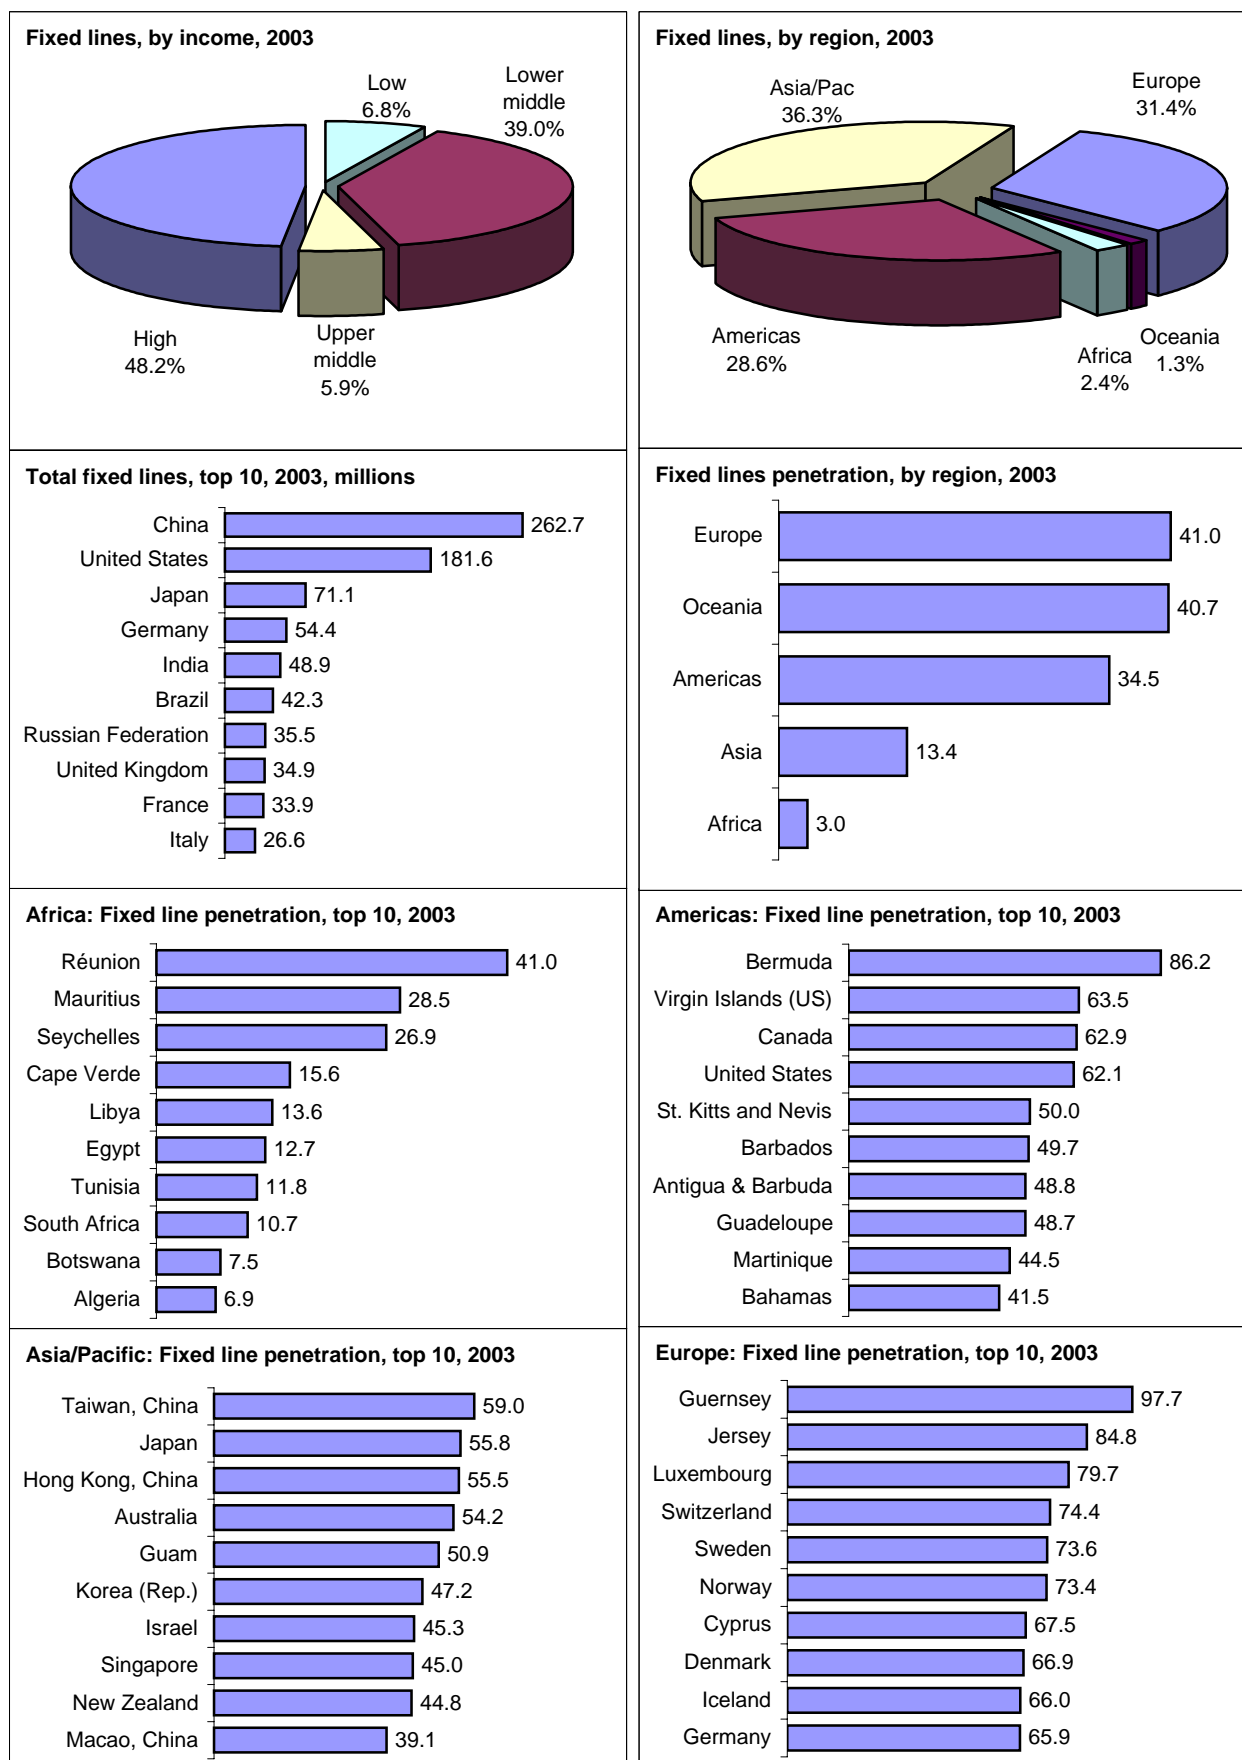 Fixed lines, by income, 2003
Low
6.8%
Lower
middle
39.0%
High
48.2%
Upper
middle
5.9%
Fixed lines, by region, 2003
Asia/Pac
36.3%
Europe
31.4%
Americas
28.6%
Africa
2.4%
Oceania
1.3%
Total fixed lines, top 10, 2003, millions
China 262.7
United States 181.6
Japan 71.1
Germany 54.4
India 48.9
Brazil 42.3
Russian Federation 35.5
United Kingdom 34.9
France 33.9
Italy 26.6
Fixed lines penetration, by region, 2003
Europe 41.0
Oceania 40.7
Americas 34.5
Asia 13.4
Africa 3.0
Africa: Fixed line penetration, top 10, 2003
Réunion 41.0
Mauritius 28.5
Seychelles 26.9
Cape Verde 15.6
Libya 13.6
Egypt 12.7
Tunisia 11.8
South Africa 10.7
Botswana 7.5
Algeria 6.9
Americas: Fixed line penetration, top 10, 2003
Bermuda 86.2
Virgin Islands (US) 63.5
Canada 62.9
United States 62.1
St. Kitts and Nevis 50.0
Barbados 49.7
Antigua & Barbuda 48.8
Guadeloupe 48.7
Martinique 44.5
Bahamas 41.5
Asia/Pacific: Fixed line penetration, top 10, 2003
Taiwan, China 59.0
Japan 55.8
Hong Kong, China 55.5
Australia 54.2
Guam 50.9
Korea (Rep.) 47.2
Israel 45.3
Singapore 45.0
New Zealand 44.8
Macao, China 39.1
Europe: Fixed line penetration, top 10, 2003
Guernsey 97.7
Jersey 84.8
Luxembourg 79.7
Switzerland 74.4
Sweden 73.6
Norway 73.4
Cyprus 67.5
Denmark 66.9
Iceland 66.0
Germany 65.9